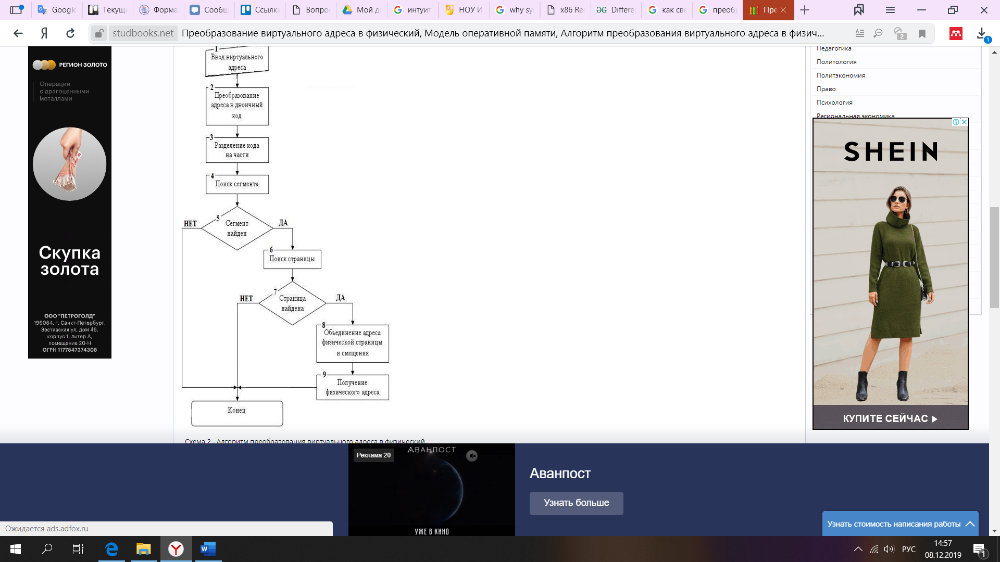 Google
Текущ
Форма
Сообщ
Ссылк
Вопро
Мой ди
интуит
НОУ И
why sy
x86 Re
Differe
как све
преобр
Пре
studbooks.net
Преобразование виртуального адреса в физический, Модель оперативной памяти, Алгоритм преобразования виртуального адреса в физич...
2
1
РЕГИОН ЗОЛОТО
Операции
с драгоценными
металлами
Скупка
золота
ООО "ПЕТРОГОЛД"
196084, г. Санкт-Петербург,
Заставская ул, дом 46,
корпус 1, литер А,
помещение 20-Н
ОГРН 1177847374308
1
Ввод виртуального
адреса
2
Преобразование
адреса в двоичный
код
3
Разделение кода
на части
4
Поиск сегмента
5
Сегмент
найден
НЕТ
ДА
6
Поиск страницы
7
Страница
найдена
НЕТ
ДА
8
Объединение адреса
физической страницы
и смещения
9
Получение
физического адреса
Конец
Схема 2 - Алгоритм преобразования виртуального адреса в физический
Педагогика
Политология
Политэкономия
Право
Психология
Региональная экономика
SHEIN
КУПИТЕ СЕЙЧАС
Реклама 20
АВАНПОСТ
УЖЕ В КИНО
Аванпост
Узнать больше
Узнать стоимость написания работы
Ожидается ads.adfox.ru
РУС
14:57
08.12.2019
1